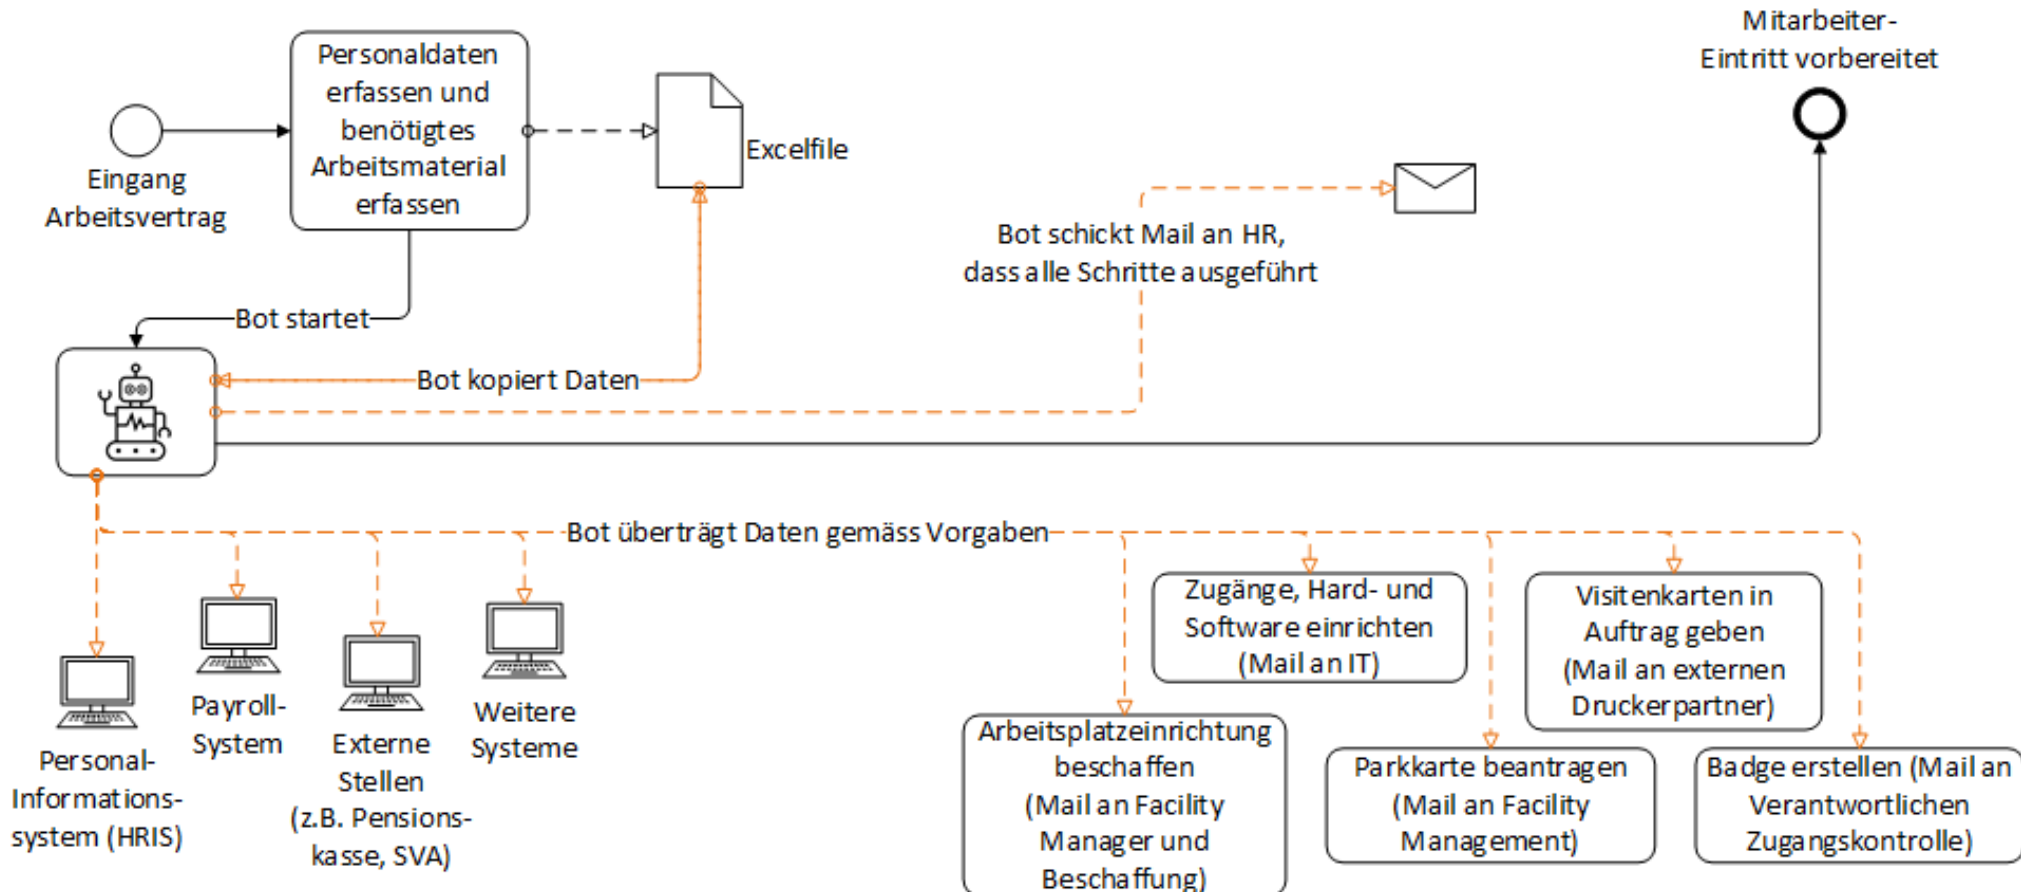 Mitarbeiter-
Eintritt vorbereitet
Personaldaten
erfassen und
benötigtes
Arbeitsmaterial
erfassen
Excelfile
Eingang
Arbeitsvertrag
Bot schickt Mail an HR,
dass alle Schritte ausgeführt
Bot startet
Bot kopiert Daten
Bot überträgt Daten gemäss Vorgaben
Personal-
Informations-
system (HRIS)
Payroll-
System
Externe
Stellen
(z.B. Pensions-
kasse, SVA)
Weitere
Systeme
Arbeitsplatzeinrichtung
beschaffen
(Mail an Facility
Manager und
Beschaffung)
Zugänge, Hard- und
Software einrichten
(Mail an IT)
Parkkarte beantragen
(Mail an Facility
Management)
Visitenkarten in
Auftrag geben
(Mail an externen
Druckerpartner)
Badge erstellen (Mail an
Verantwortlichen
Zugangskontrolle)